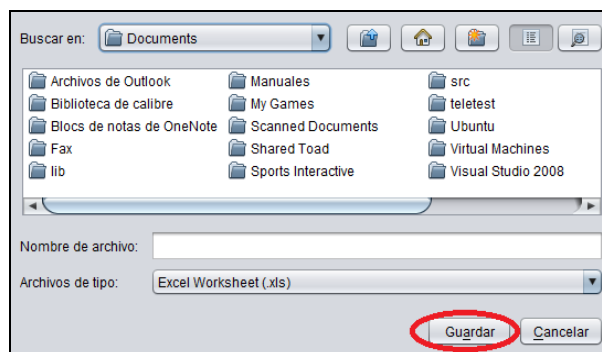 Buscar en: Documents
Archivos de Outlook Manuales src
Biblioteca de calibre My Games teletest
Blocs de notas de OneNote Scanned Documents Ubuntu
Fax Shared Toad Virtual Machines
lib Sports Interactive Visual Studio 2008
Nombre de archivo:
Archivos de tipo: Excel Worksheet (.xls)
Guardar Cancelar